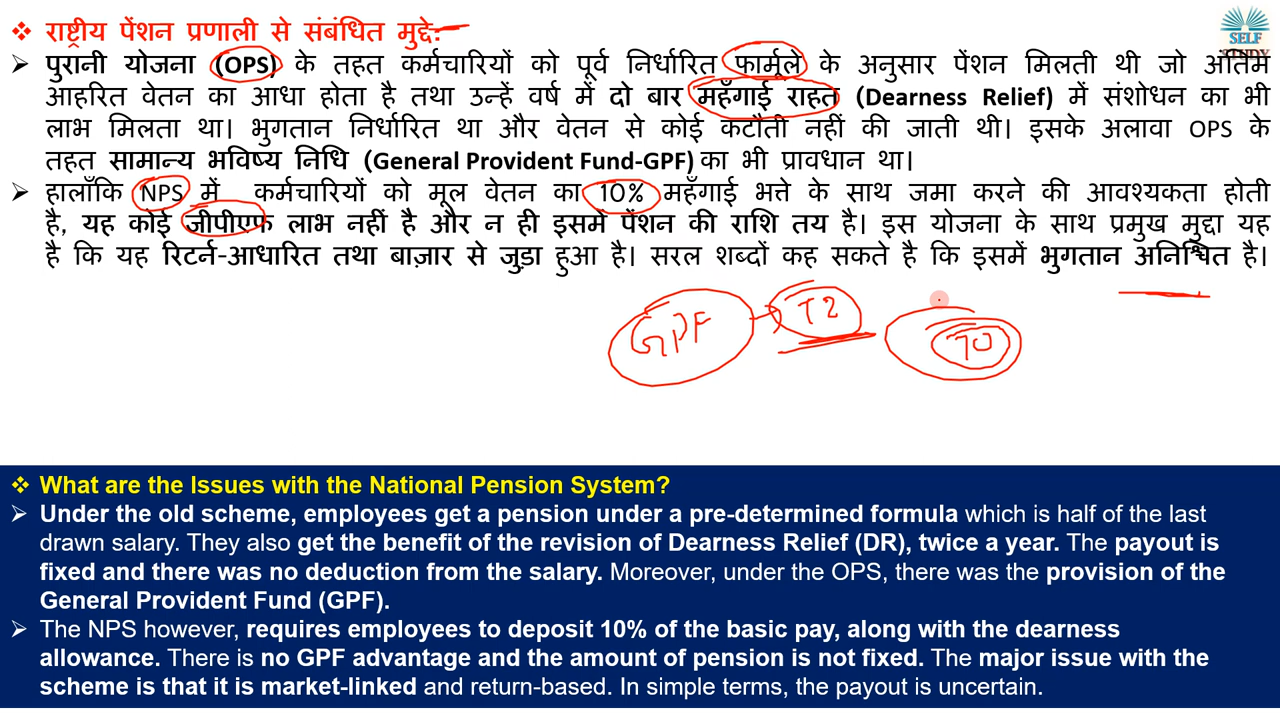 ❖ राष्ट्रीय पेंशन प्रणाली से संबंधित मुद्दे:
SELF
STUDY
➢ पुरानी योजना (OPS) के तहत कर्मचारियों को पूर्व निर्धारित फार्मूले के अनुसार पेंशन मिलती थी जो अंतिम
आहरित वेतन का आधा होता है तथा उन्हें वर्ष में दो बार महँगाई राहत (Dearness Relief) में संशोधन का भी
लाभ मिलता था। भुगतान निर्धारित था और वेतन से कोई कटौती नहीं की जाती थी। इसके अलावा OPS के
तहत सामान्य भविष्य निधि (General Provident Fund-GPF) का भी प्रावधान था।
➢ हालाँकि NPS में कर्मचारियों को मूल वेतन का 10% महँगाई भत्ते के साथ जमा करने की आवश्यकता होती
है, यह कोई जीपीएफ लाभ नहीं है और न ही इसमें पेंशन की राशि तय है। इस योजना के साथ प्रमुख मुद्दा यह
है कि यह रिटर्न-आधारित तथा बाज़ार से जुड़ा हुआ है। सरल शब्दों कह सकते है कि इसमें भुगतान अनिश्चित है।
GPF T2
❖ What are the Issues with the National Pension System?
➢ Under the old scheme, employees get a pension under a pre-determined formula which is half of the last
drawn salary. They also get the benefit of the revision of Dearness Relief (DR), twice a year. The payout is
fixed and there was no deduction from the salary. Moreover, under the OPS, there was the provision of the
General Provident Fund (GPF).
➢ The NPS however, requires employees to deposit 10% of the basic pay, along with the dearness
allowance. There is no GPF advantage and the amount of pension is not fixed. The major issue with the
scheme is that it is market-linked and return-based. In simple terms, the payout is uncertain.